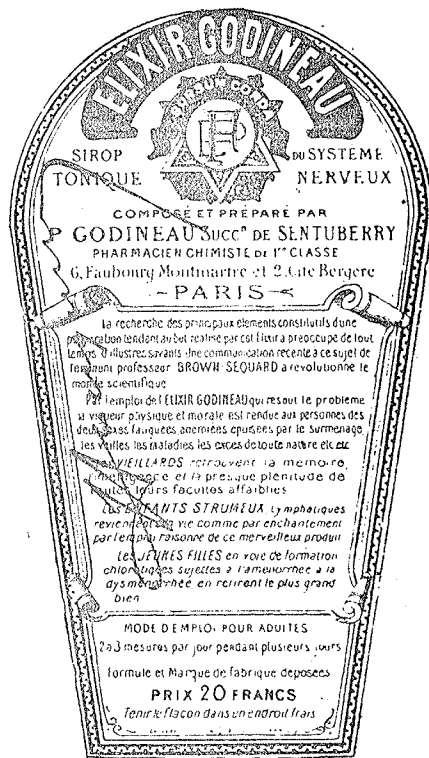 ELIXIR GODINEAU
SURSUM CORDA
SIROP DU SYSTEME
TONIQUE NERVEUX
COMPOSÉ ET PRÉPARÉ PAR
P GODINEAU SUCCR DE SENTUBERRY
PHARMACIEN CHIMISTE DE 1re CLASSE
6, Faubourg Montmartre et 2, Cité Bergère
PARIS
La recherche des principaux éléments constitutifs d'une
préparation tendant au but réalisé par cet Elixir a préoccupé de tout
temps d'illustres savants Une communication récente à ce sujet de
l'éminent professeur BROWN-SEQUARD a révolutionné le
monde scientifique
Par l'emploi de l'ELIXIR GODINEAU qui résout le problème
la vigueur physique et morale est rendue aux personnes des
deux sexes fatiguées anémiées épuisées par le surmenage,
les veilles, les maladies, les excès de toute nature etc etc
VIEILLARDS retrouvent la mémoire,
l'intelligence et la presque plénitude de
toutes leurs facultés affaiblies
Les ENFANTS STRUMEUX, Lymphatiques
reviennent à la vie comme par enchantement
par l'emploi raisonné de ce merveilleux produit
Les JEUNES FILLES en voie de formation
chlorotiques sujettes à l'aménorrhée à la
dysménorrhée, en retirent le plus grand
bien
MODE D'EMPLOI POUR ADULTES
2 à 3 mesures par jour pendant plusieurs jours
Formule et Marque de fabrique déposées
PRIX 20 FRANCS
Tenir le flacon dans un endroit frais